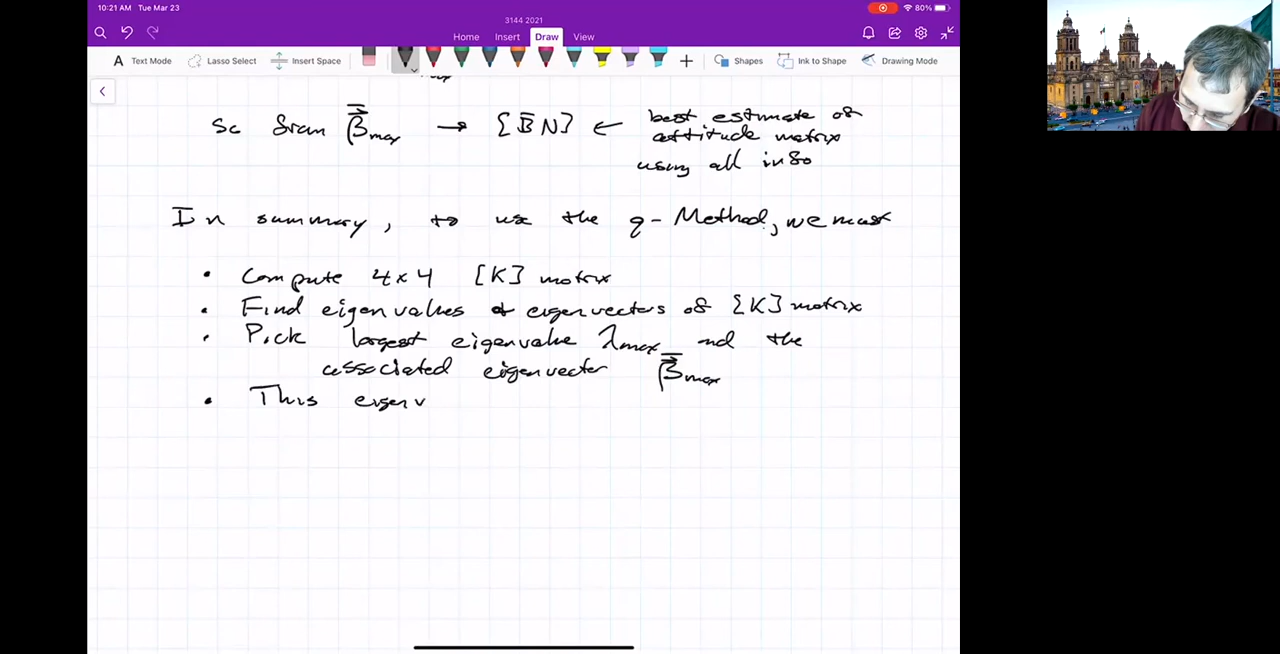 10:21 AM Tue Mar 23
80%
3144 2021
Home Insert Draw View
Text Mode Lasso Select Insert Space Shapes Ink to Shape Drawing Mode
So from β̄max → [B̄N] ← best estimate of
attitude matrix
using all info
In summary, to use the q-Method, we must
• Compute 4x4 [K] matrix
• Find eigenvalues & eigenvectors of [K] matrix
• Pick largest eigenvalue λmax and the
associated eigenvector β̄max
• This eigenv